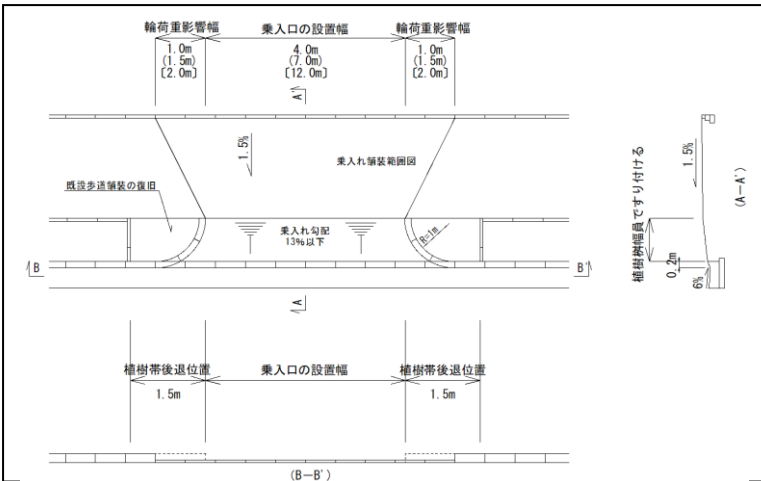 輪荷重影響幅 乗入口の設置幅 輪荷重影響幅
1.0m 4.0m 1.0m
(1.5m) (7.0m) (1.5m)
〔2.0m〕 〔12.0m〕 〔2.0m〕
A
1.5%
乗入れ舗装範囲図
既設歩道舗装の復旧
乗入れ勾配
13%以下
R=1m
B B'
A
植樹帯後退位置 乗入口の設置幅 植樹帯後退位置
1.5m 1.5m
(B-B')
植樹桝幅員ですり付ける
1.5%
0.2m
6%
(A-A')